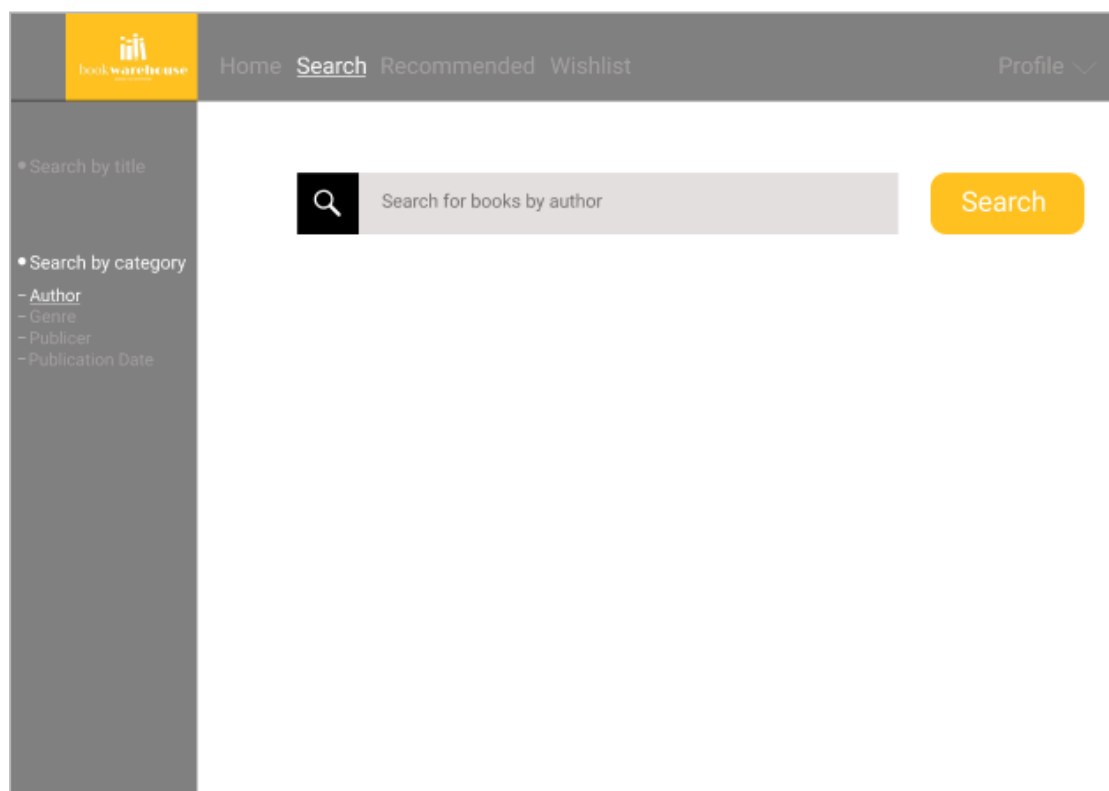 bookwarehouse
Home Search Recommended Wishlist Profile
Search by title
Search for books by author
Search
Search by category
– Author
– Genre
– Publicer
– Publication Date